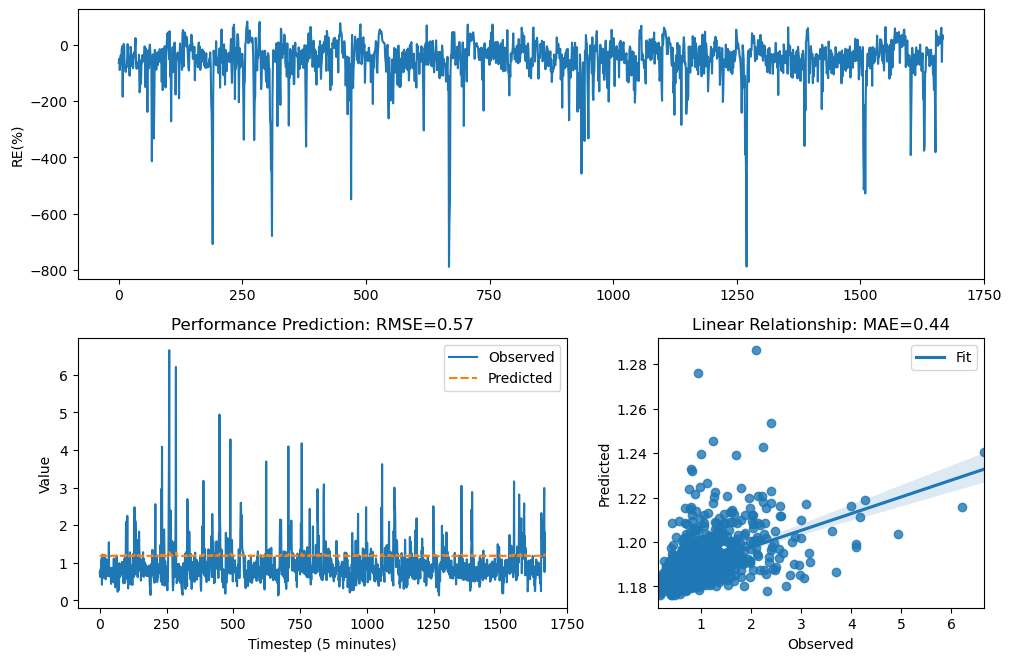 RE(%)
0
−200
−400
−600
−800
0 250 500 750 1000 1250 1500 1750
Performance Prediction: RMSE=0.57
Observed
Predicted
Value
6
5
4
3
2
1
0
0 250 500 750 1000 1250 1500 1750
Timestep (5 minutes)
Linear Relationship: MAE=0.44
Fit
Predicted
1.28
1.26
1.24
1.22
1.20
1.18
1 2 3 4 5 6
Observed